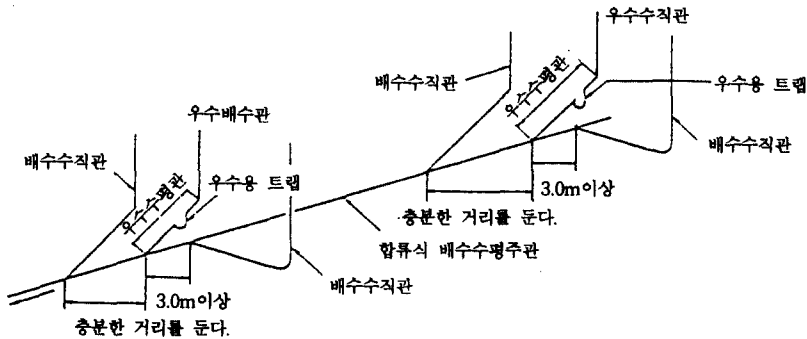 우수수직관
배수수직관
우수수평관
우수용 트랩
우수배수관
배수수직관
배수수직관
우수수평관
우수용 트랩
3.0m이상
충분한 거리를 둔다.
합류식 배수수평주관
배수수직관
3.0m이상
충분한 거리를 둔다.